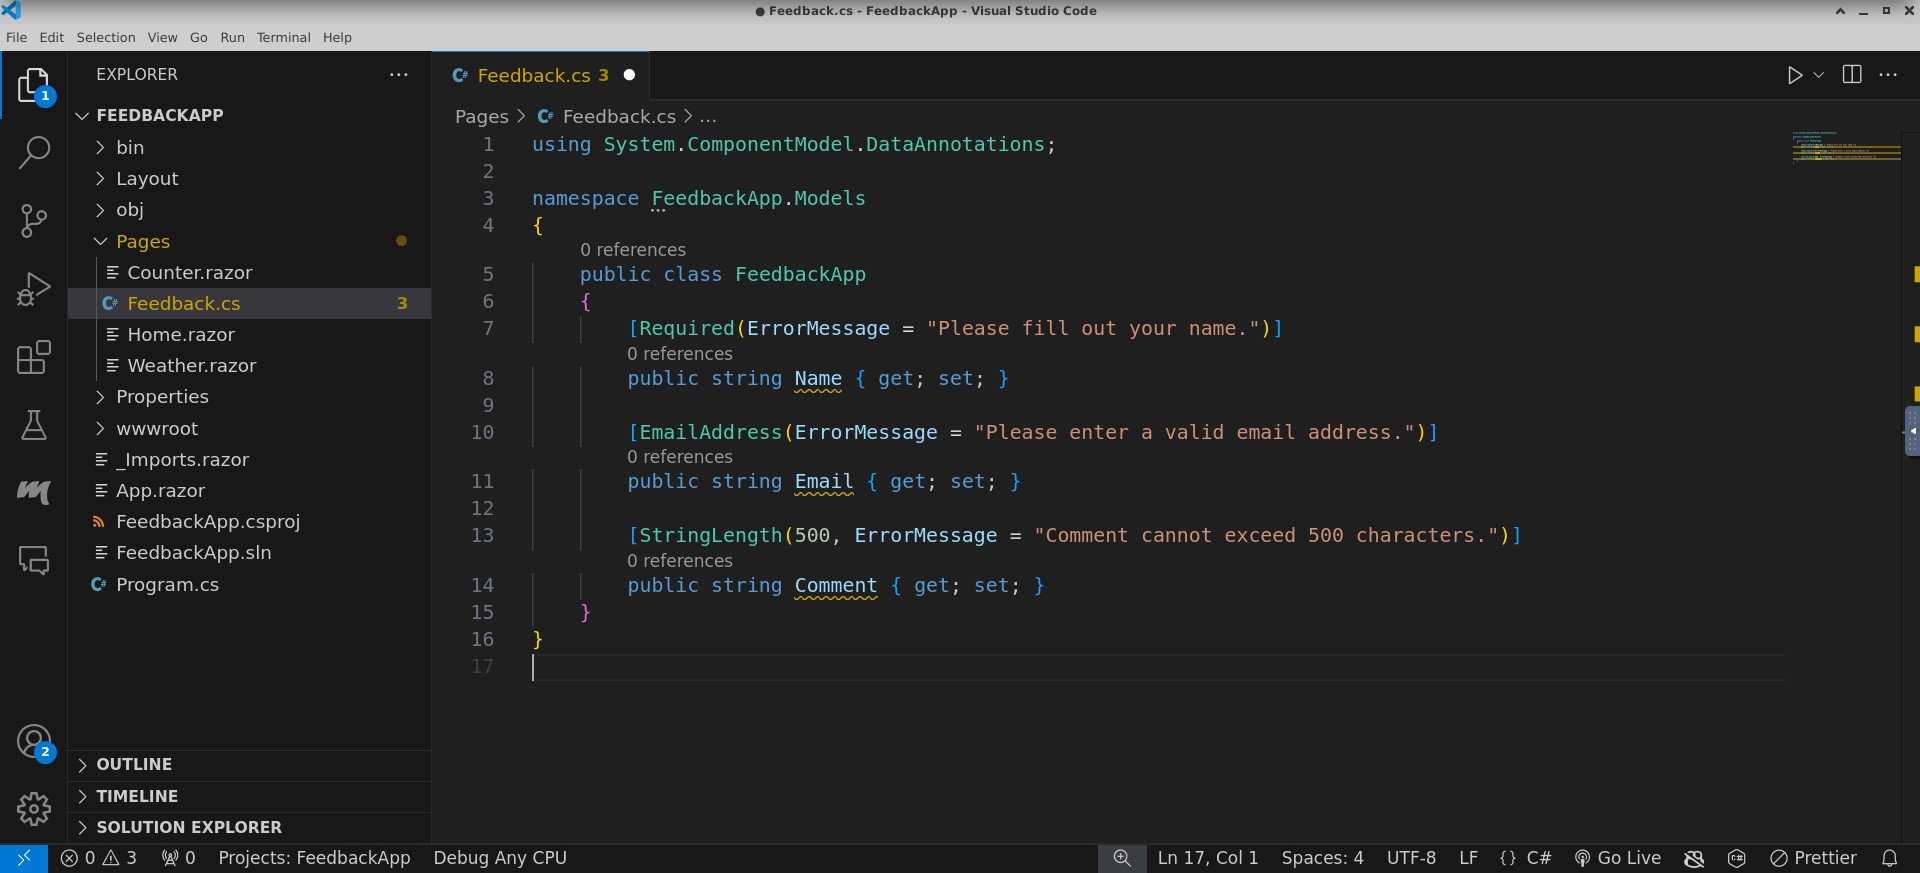 ● Feedback.cs - FeedbackApp - Visual Studio Code
File Edit Selection View Go Run Terminal Help
1
EXPLORER
FEEDBACKAPP
bin
Layout
obj
Pages
Counter.razor
Feedback.cs 3
Home.razor
Weather.razor
Properties
wwwroot
_Imports.razor
App.razor
FeedbackApp.csproj
FeedbackApp.sln
Program.cs
2
OUTLINE
TIMELINE
SOLUTION EXPLORER
Feedback.cs 3
Pages > Feedback.cs > ...
1 using System.ComponentModel.DataAnnotations;
2
3 namespace FeedbackApp.Models
4 {
0 references
5 public class FeedbackApp
6 {
7 [Required(ErrorMessage = "Please fill out your name.")]
0 references
8 public string Name { get; set; }
9
10 [EmailAddress(ErrorMessage = "Please enter a valid email address.")]
0 references
11 public string Email { get; set; }
12
13 [StringLength(500, ErrorMessage = "Comment cannot exceed 500 characters.")]
0 references
14 public string Comment { get; set; }
15 }
16 }
17
0 3 0 Projects: FeedbackApp Debug Any CPU Ln 17, Col 1 Spaces: 4 UTF-8 LF {} C# Go Live Prettier